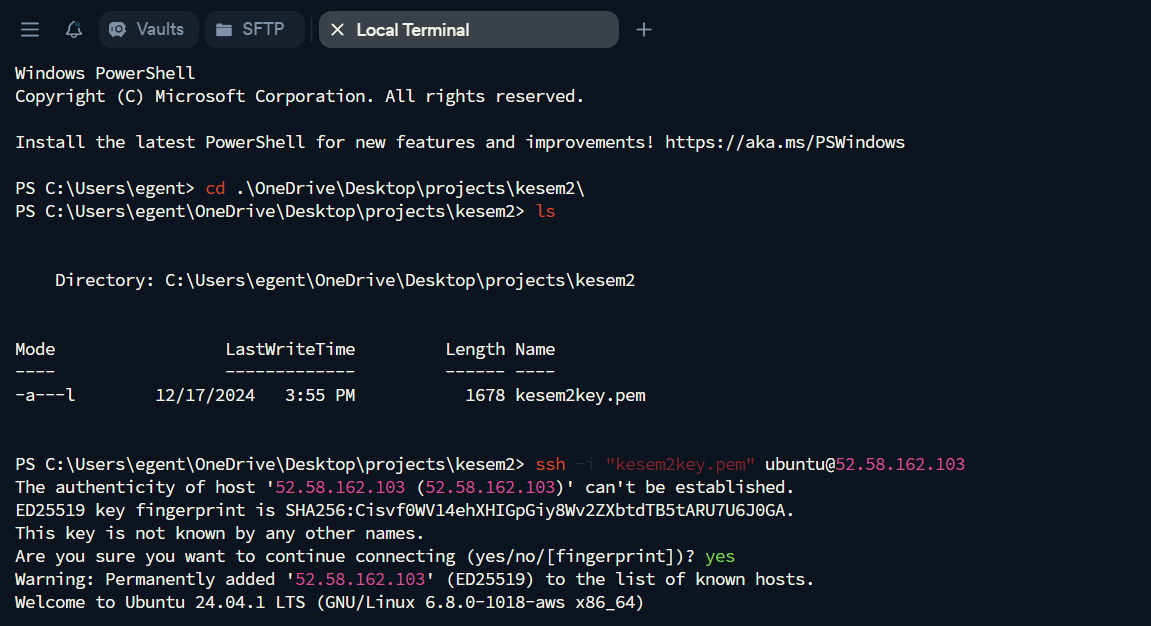 Vaults
SFTP
Local Terminal
Windows PowerShell
Copyright (C) Microsoft Corporation. All rights reserved.
Install the latest PowerShell for new features and improvements! https://aka.ms/PSWindows
PS C:\Users\egent> cd .\OneDrive\Desktop\projects\kesem2\
PS C:\Users\egent\OneDrive\Desktop\projects\kesem2> ls
Directory: C:\Users\egent\OneDrive\Desktop\projects\kesem2
Mode LastWriteTime Length Name
---- ------------- ------ ----
-a---l 12/17/2024 3:55 PM 1678 kesem2key.pem
PS C:\Users\egent\OneDrive\Desktop\projects\kesem2> ssh -i "kesem2key.pem" ubuntu@52.58.162.103
The authenticity of host '52.58.162.103 (52.58.162.103)' can't be established.
ED25519 key fingerprint is SHA256:Cisvf0WV14ehXHIGpGiy8Wv2ZXbtdTB5tARU7U6J0GA.
This key is not known by any other names.
Are you sure you want to continue connecting (yes/no/[fingerprint])? yes
Warning: Permanently added '52.58.162.103' (ED25519) to the list of known hosts.
Welcome to Ubuntu 24.04.1 LTS (GNU/Linux 6.8.0-1018-aws x86_64)